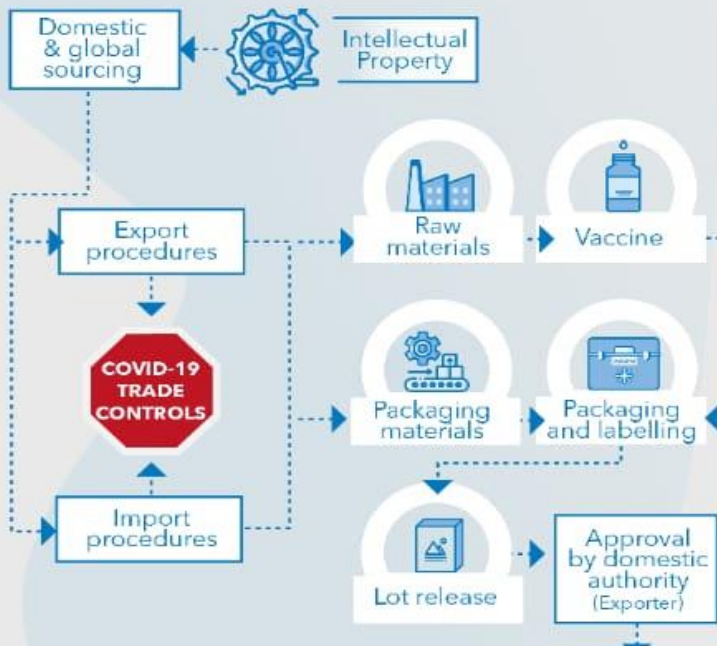 Domestic
& global
sourcing
Intellectual
Property
Export
procedures
Raw
materials
Vaccine
COVID-19
TRADE
CONTROLS
Packaging
materials
Packaging
and labelling
Import
procedures
Lot release
Approval
by domestic
authority
(Exporter)